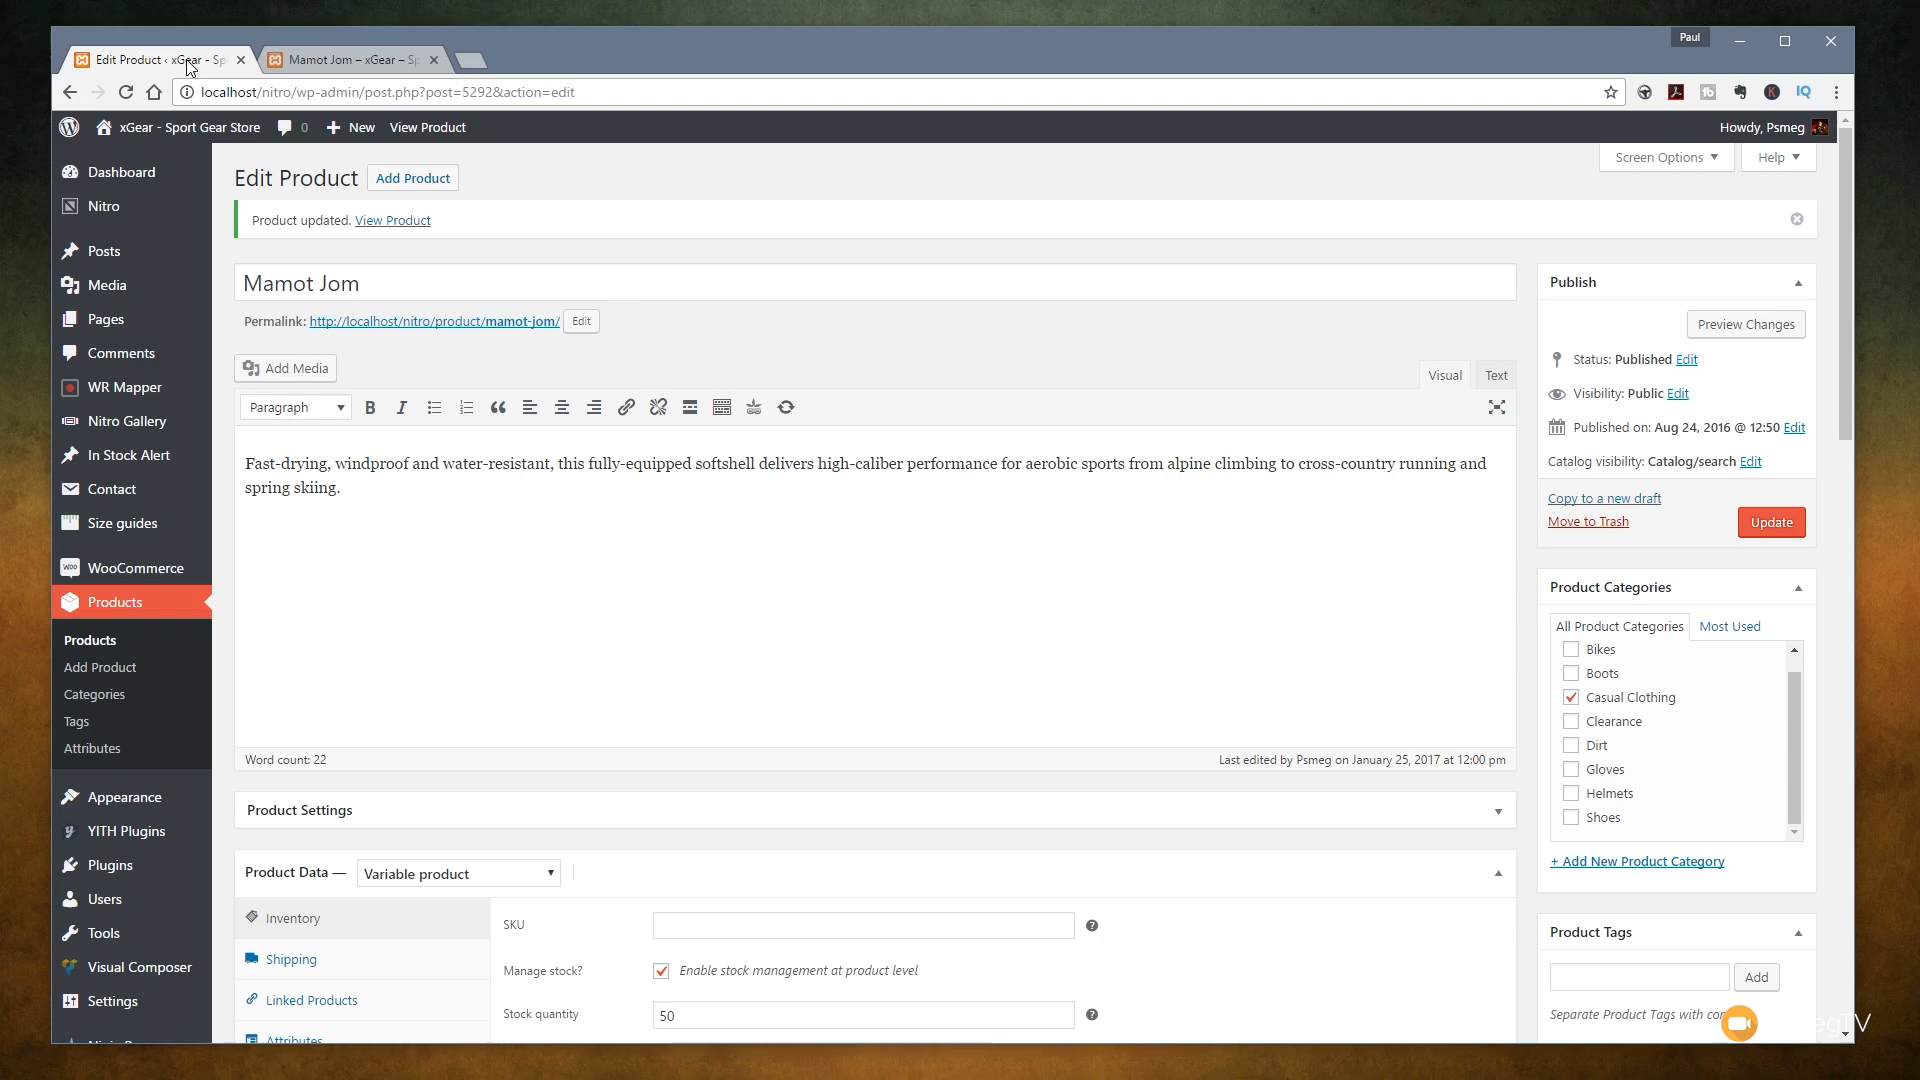 Paul
Edit Product ‹ xGear - Sp
Mamot Jom – xGear – Sp
localhost/nitro/wp-admin/post.php?post=5292&action=edit
xGear - Sport Gear Store
0
New
View Product
Howdy, Psmeg
Screen Options
Help
Dashboard
Nitro
Posts
Media
Pages
Comments
WR Mapper
Nitro Gallery
In Stock Alert
Contact
Size guides
WooCommerce
Products
Products
Add Product
Categories
Tags
Attributes
Appearance
YITH Plugins
Plugins
Users
Tools
Visual Composer
Settings
Edit Product
Add Product
Product updated. View Product
Mamot Jom
Permalink: http://localhost/nitro/product/mamot-jom/ Edit
Add Media
Visual
Text
Paragraph
Fast-drying, windproof and water-resistant, this fully-equipped softshell delivers high-caliber performance for aerobic sports from alpine climbing to cross-country running and
spring skiing.
Word count: 22
Last edited by Psmeg on January 25, 2017 at 12:00 pm
Product Settings
Product Data —
Variable product
Inventory
Shipping
Linked Products
Attributes
SKU
Manage stock?
Enable stock management at product level
Stock quantity
50
Publish
Preview Changes
Status: Published Edit
Visibility: Public Edit
Published on: Aug 24, 2016 @ 12:50 Edit
Catalog visibility: Catalog/search Edit
Copy to a new draft
Move to Trash
Update
Product Categories
All Product Categories
Most Used
Bikes
Boots
Casual Clothing
Clearance
Dirt
Gloves
Helmets
Shoes
+ Add New Product Category
Product Tags
Add
Separate Product Tags with